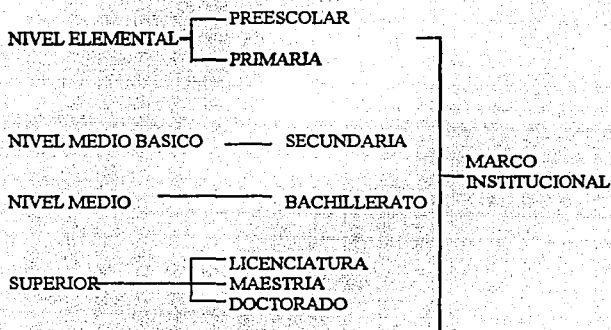 PREESCOLAR
NIVEL ELEMENTAL
PRIMARIA
NIVEL MEDIO BASICO SECUNDARIA
MARCO
INSTITUCIONAL
NIVEL MEDIO BACHILLERATO
LICENCIATURA
SUPERIOR MAESTRIA
DOCTORADO